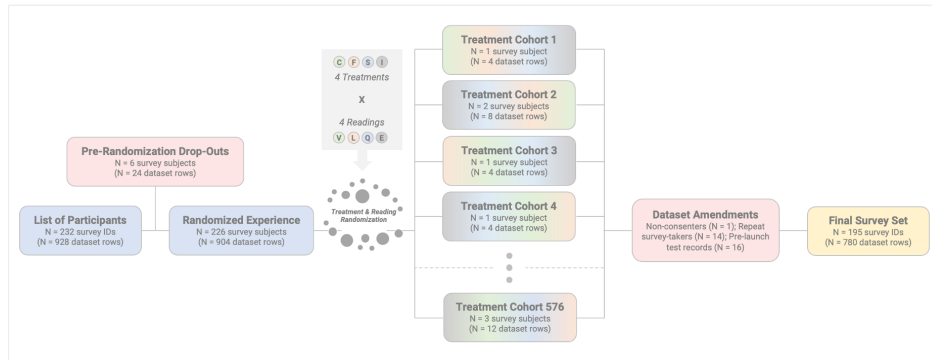 Pre-Randomization Drop-Outs
N = 6 survey subjects
(N = 24 dataset rows)
List of Participants
N = 232 survey IDs
(N = 928 dataset rows)
Randomized Experience
N = 226 survey subjects
(N = 904 dataset rows)
C F S I
4 Treatments
X
4 Readings
V L Q E
Treatment & Reading
Randomization
Treatment Cohort 1
N = 1 survey subject
(N = 4 dataset rows)
Treatment Cohort 2
N = 2 survey subjects
(N = 8 dataset rows)
Treatment Cohort 3
N = 1 survey subject
(N = 4 dataset rows)
Treatment Cohort 4
N = 1 survey subject
(N = 4 dataset rows)
Treatment Cohort 576
N = 3 survey subjects
(N = 12 dataset rows)
Dataset Amendments
Non-consenters (N = 1); Repeat
survey-takers (N = 14); Pre-launch
test records (N = 16)
Final Survey Set
N = 195 survey IDs
(N = 780 dataset rows)